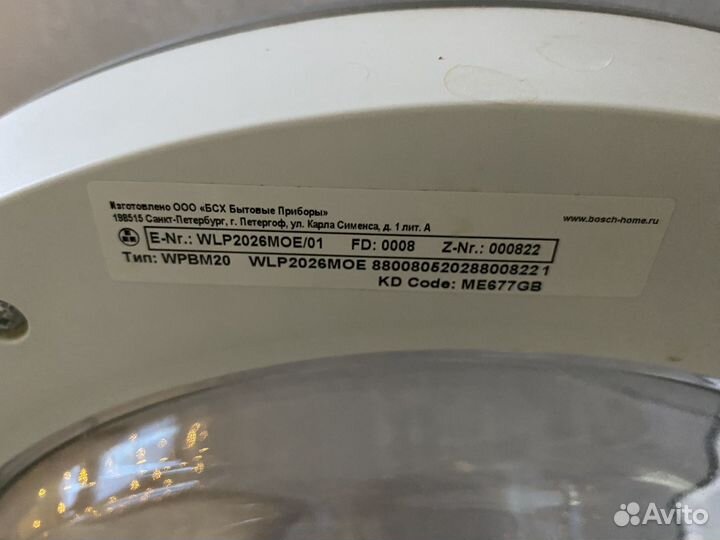 Изготовлено ООО «БСХ Бытовые Приборы»
198515 Санкт-Петербург, г. Петергоф, ул. Карла Сименса, д. 1 лит. А
www.bosch-home.ru
E-Nr.: WLP2026MOE/01 FD: 0008 Z-Nr.: 000822
Тип: WPBM20 WLP2026MOE 880080520288008221
KD Code: ME677GB
Avito